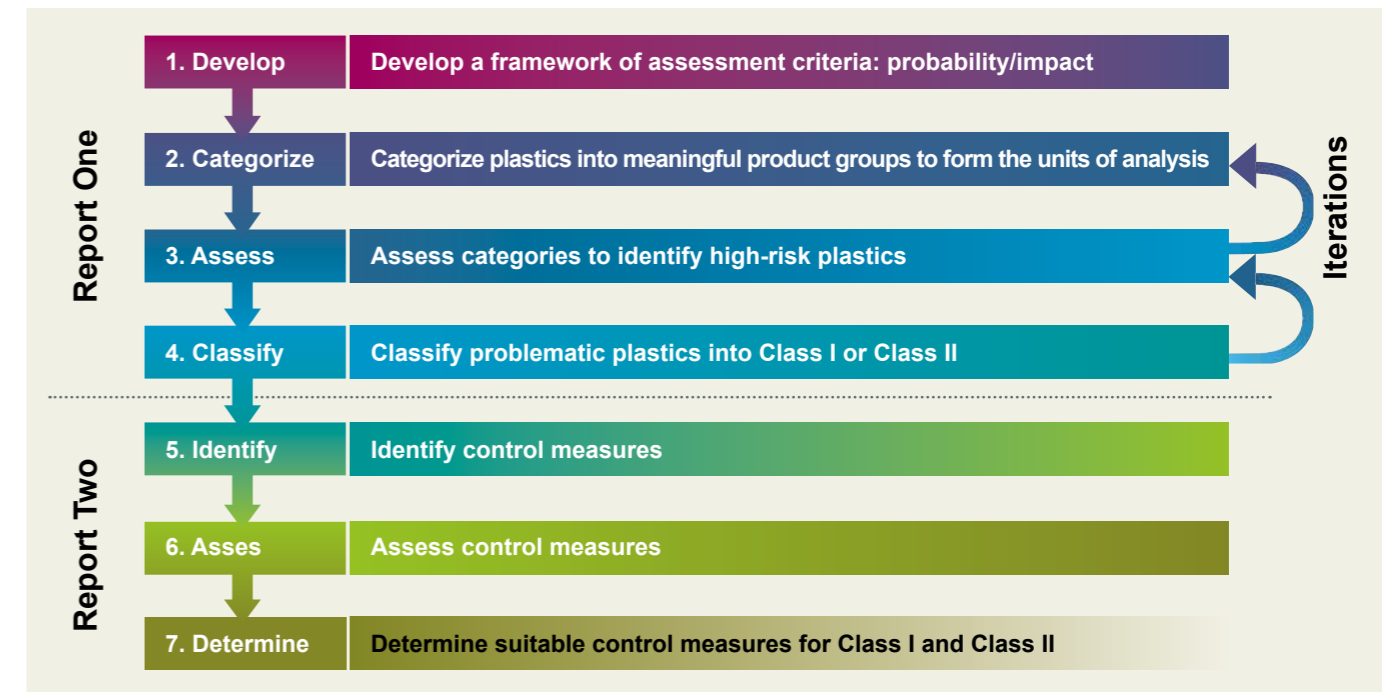 Report One
1. Develop
Develop a framework of assessment criteria: probability/impact
2. Categorize
Categorize plastics into meaningful product groups to form the units of analysis
3. Assess
Assess categories to identify high-risk plastics
4. Classify
Classify problematic plastics into Class I or Class II
Iterations
Report Two
5. Identify
Identify control measures
6. Asses
Assess control measures
7. Determine
Determine suitable control measures for Class I and Class II